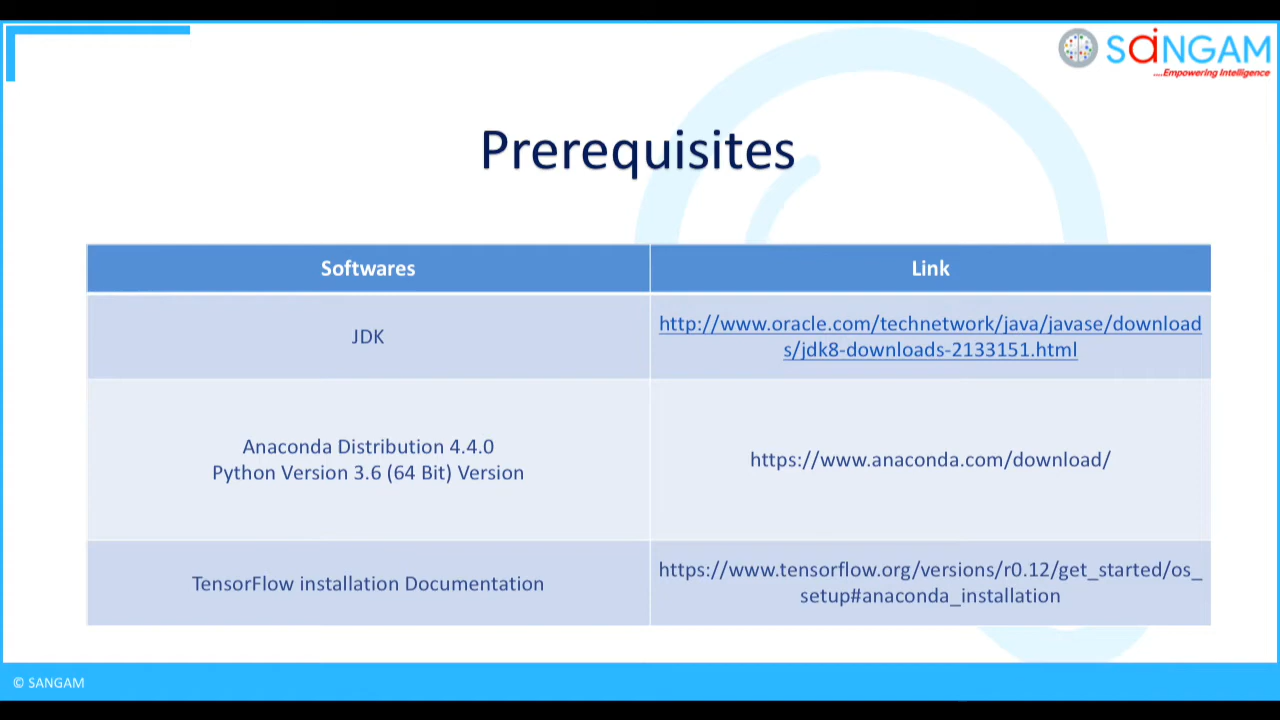 SaiNGAM
....Empowering Intelligence
Prerequisites
Softwares
Link
JDK
http://www.oracle.com/technetwork/java/javase/download
s/jdk8-downloads-2133151.html
Anaconda Distribution 4.4.0
Python Version 3.6 (64 Bit) Version
https://www.anaconda.com/download/
TensorFlow installation Documentation
https://www.tensorflow.org/versions/r0.12/get_started/os_
setup#anaconda_installation
© SANGAM